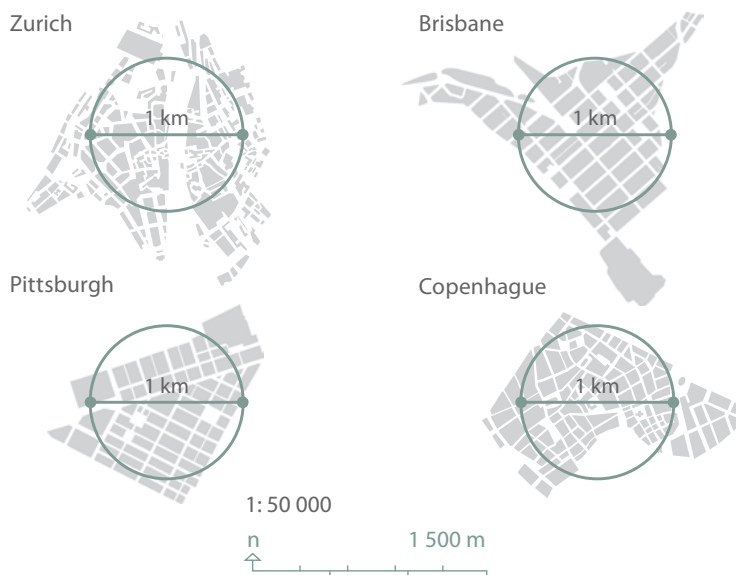 Zurich
Brisbane
1 km
1 km
Pittsburgh
Copenhague
1 km
1 km
1: 50 000
n
1 500 m